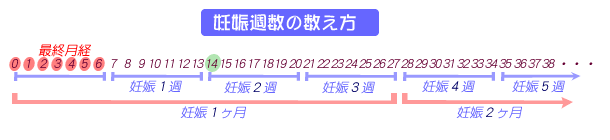 妊娠週数の数え方
最終月経
0 1 2 3 4 5 6 7 8 9 10 11 12 13 14 15 16 17 18 19 20 21 22 23 24 25 26 27 28 29 30 31 32 33 34 35 36 37 38 ・・・
妊娠1週 妊娠2週 妊娠3週 妊娠4週 妊娠5週
妊娠1ヶ月 妊娠2ヶ月